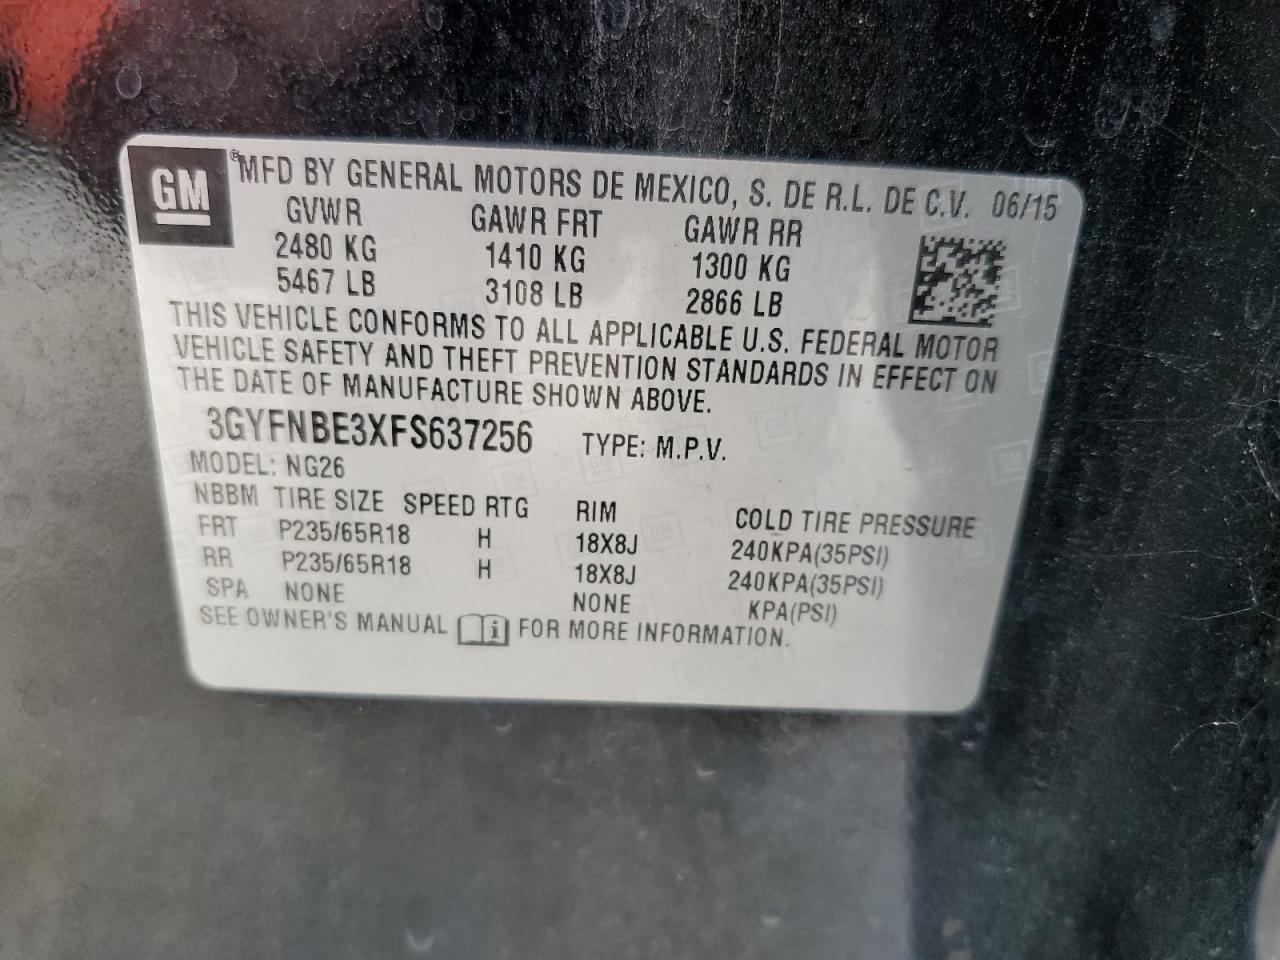 GM ® MFD BY GENERAL MOTORS DE MEXICO, S. DE R.L. DE C.V. 06/15
GVWR GAWR FRT GAWR RR
2480 KG 1410 KG 1300 KG
5467 LB 3108 LB 2866 LB
THIS VEHICLE CONFORMS TO ALL APPLICABLE U.S. FEDERAL MOTOR
VEHICLE SAFETY AND THEFT PREVENTION STANDARDS IN EFFECT ON
THE DATE OF MANUFACTURE SHOWN ABOVE.
3GYFNBE3XFS637256 TYPE: M.P.V.
MODEL: NG26
NBBM TIRE SIZE SPEED RTG RIM COLD TIRE PRESSURE
FRT P235/65R18 H 18X8J 240KPA(35PSI)
RR P235/65R18 H 18X8J 240KPA(35PSI)
SPA NONE NONE KPA(PSI)
SEE OWNER'S MANUAL i FOR MORE INFORMATION.